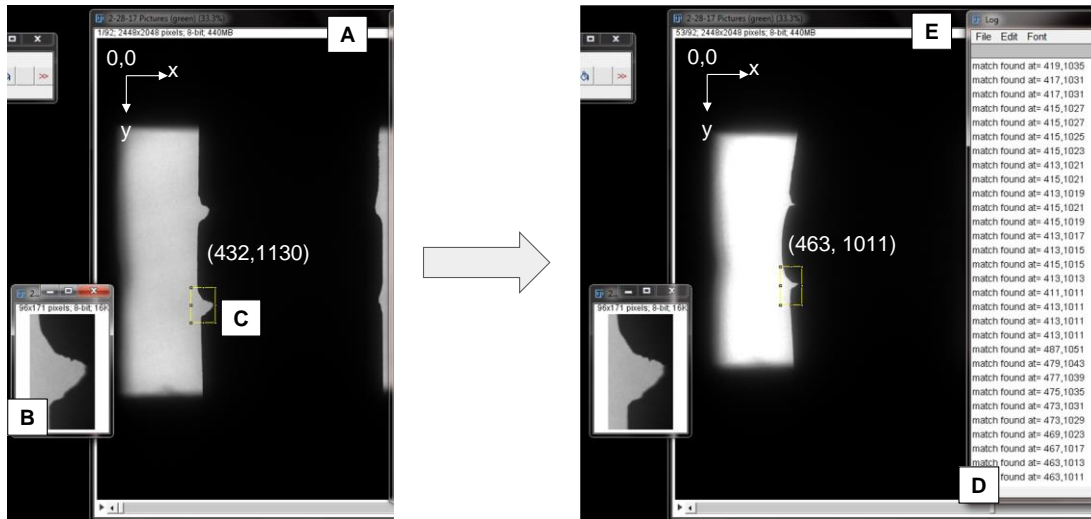 2-28-17 Pictures (green) (33.3%)
1/92; 2448x2048 pixels; 8-bit; 440MB
A
0,0
x
y
>>
(432,1130)
2...
96x171 pixels; 8-bit; 16K
C
B
2-28-17 Pictures (green) (33.3%)
53/92; 2448x2048 pixels; 8-bit; 440MB
E
0,0
x
y
>>
(463, 1011)
2...
96x171 pixels; 8-bit; 16K
Log
File Edit Font
match found at= 419,1035
match found at= 417,1031
match found at= 417,1031
match found at= 415,1027
match found at= 415,1027
match found at= 415,1025
match found at= 415,1023
match found at= 413,1021
match found at= 415,1021
match found at= 413,1019
match found at= 415,1021
match found at= 415,1019
match found at= 413,1017
match found at= 413,1015
match found at= 415,1015
match found at= 413,1013
match found at= 411,1011
match found at= 413,1011
match found at= 413,1011
match found at= 413,1011
match found at= 487,1051
match found at= 479,1043
match found at= 477,1039
match found at= 475,1035
match found at= 473,1031
match found at= 473,1029
match found at= 469,1023
match found at= 467,1017
match found at= 463,1013
match found at= 463,1011
D